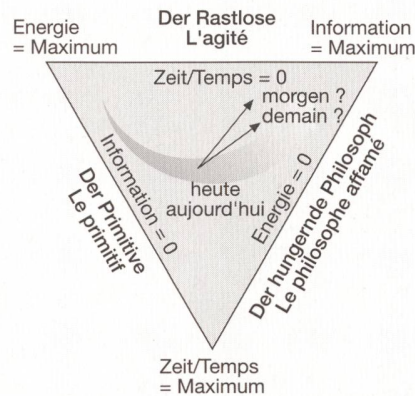 Energie
= Maximum
Der Rastlose
L'agité
Information
= Maximum
Zeit/Temps = 0
morgen ?
demain ?
heute
aujourd'hui
Information = 0
Der Primitive
Le primitif
Energie = 0
Der hungernde Philosoph
Le philosophe affamé
Zeit/Temps
= Maximum